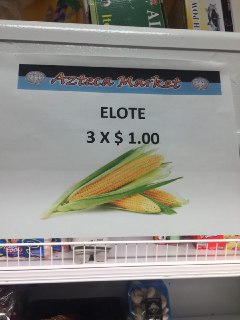 Azteca Market
ELOTE
3 X $ 1.00